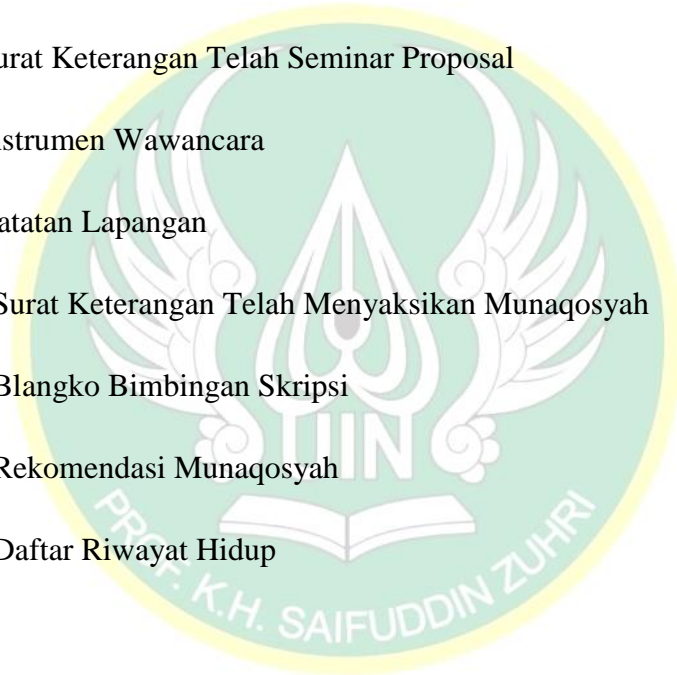 urat Keterangan Telah Seminar Proposal
nstrumen Wawancara
atatan Lapangan
Surat Keterangan Telah Menyaksikan Munaqosyah
Blangko Bimbingan Skripsi
Rekomendasi Munaqosyah
Daftar Riwayat Hidup
UIN
PROF. K.H. SAIFUDDIN ZUHRI